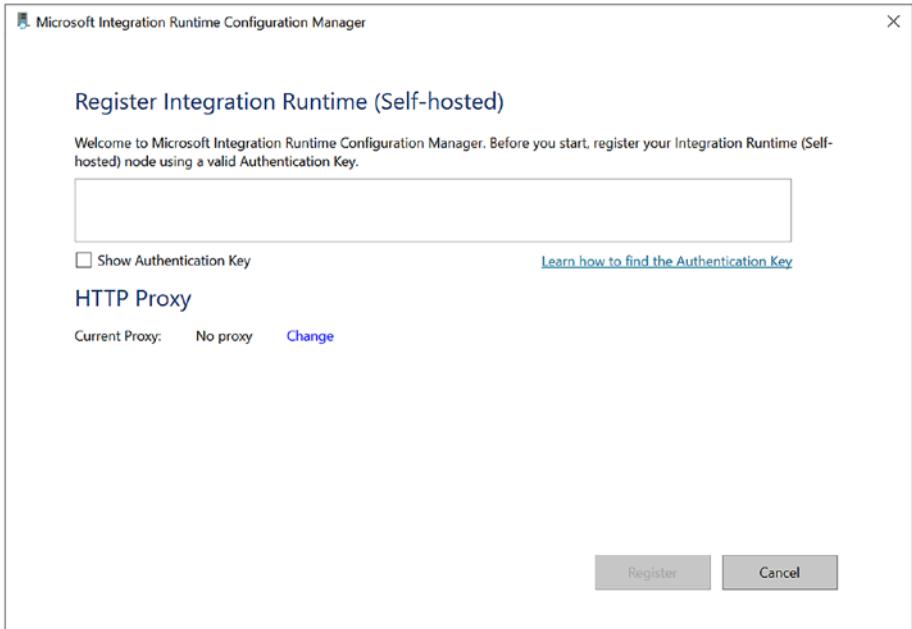 Microsoft Integration Runtime Configuration Manager
Register Integration Runtime (Self-hosted)
Welcome to Microsoft Integration Runtime Configuration Manager. Before you start, register your Integration Runtime (Self-
hosted) node using a valid Authentication Key.
Show Authentication Key
Learn how to find the Authentication Key
HTTP Proxy
Current Proxy: No proxy Change
Register Cancel